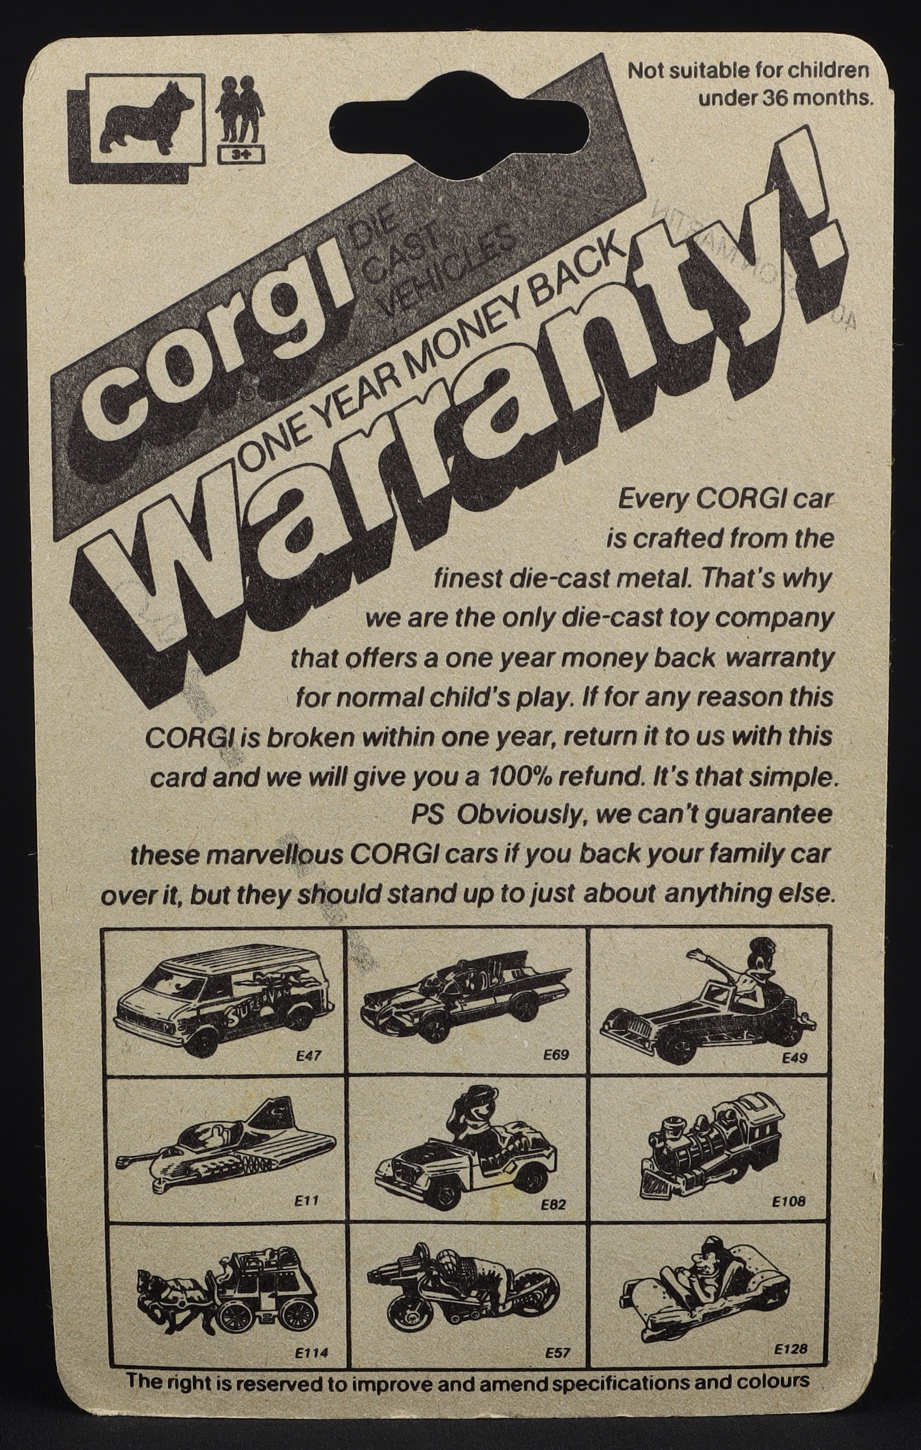 Not suitable for children
under 36 months.
3+
corgi
DIE
CAST
VEHICLES
ONE YEAR MONEY BACK
Warranty!
Every CORGI car
is crafted from the
finest die-cast metal. That's why
we are the only die-cast toy company
that offers a one year money back warranty
for normal child's play. If for any reason this
CORGI is broken within one year, return it to us with this
card and we will give you a 100% refund. It's that simple.
PS Obviously, we can't guarantee
these marvellous CORGI cars if you back your family car
over it, but they should stand up to just about anything else.
SUPERVAN
E47
E69
E49
E11
E82
E108
E114
E57
E128
The right is reserved to improve and amend specifications and colours